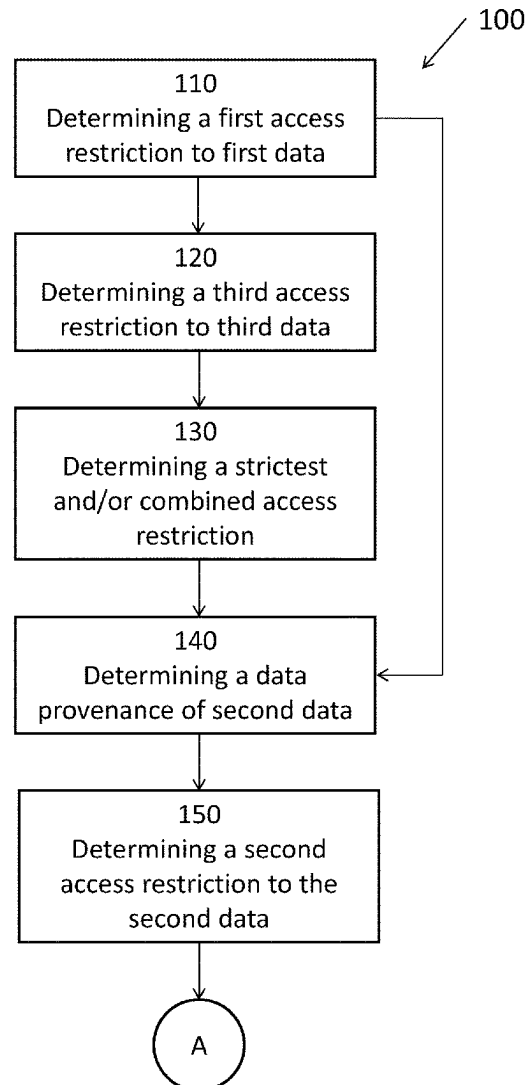 100
110
Determining a first access
restriction to first data
120
Determining a third access
restriction to third data
130
Determining a strictest
and/or combined access
restriction
140
Determining a data
provenance of second data
150
Determining a second
access restriction to the
second data
A